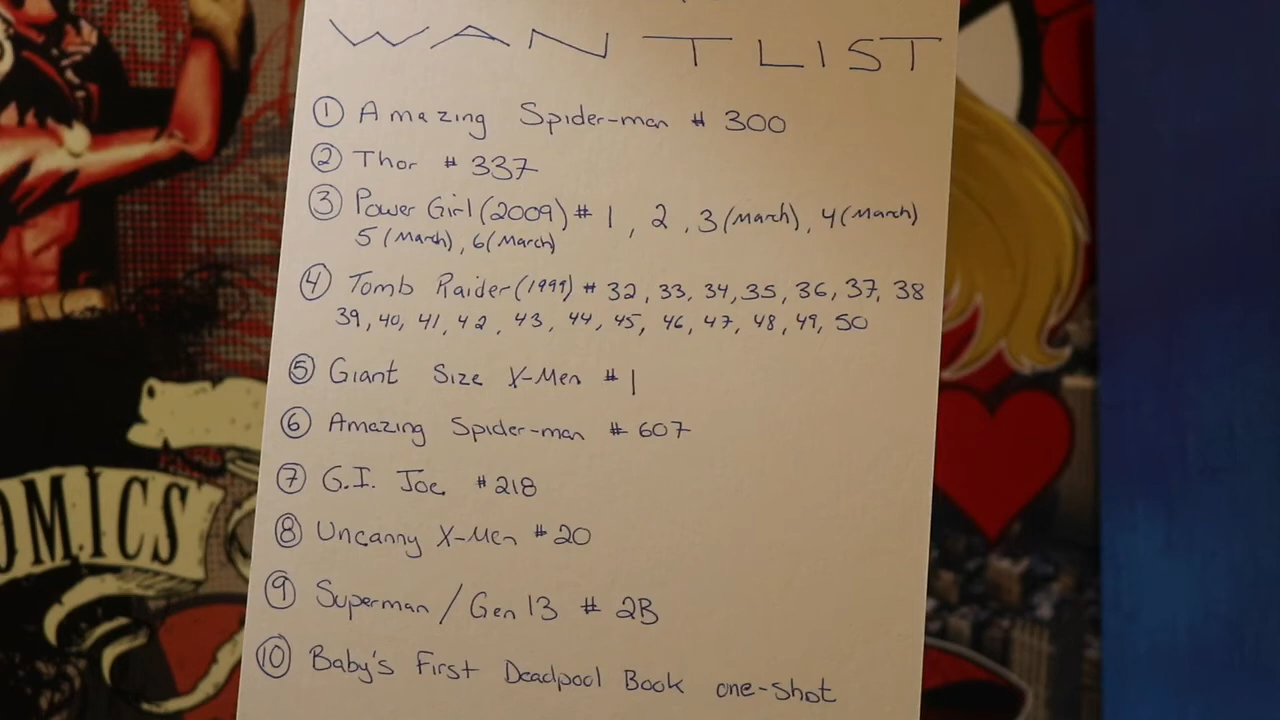 WANT LIST
① Amazing Spider-man # 300
② Thor # 337
③ Power Girl (2009) # 1, 2, 3 (March), 4 (March)
5 (March), 6 (March)
④ Tomb Raider (1999) # 32, 33, 34, 35, 36, 37, 38
39, 40, 41, 42, 43, 44, 45, 46, 47, 48, 49, 50
⑤ Giant Size X-Men # 1
⑥ Amazing Spider-man # 607
⑦ G.I. Joe # 218
⑧ Uncanny X-Men # 20
⑨ Superman / Gen 13 # 2B
⑩ Baby's First Deadpool Book one-shot
OMICS